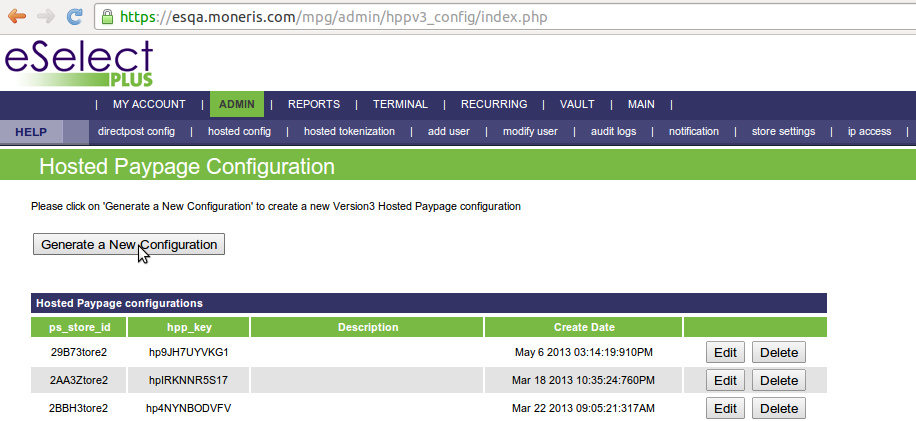 https://esqa.moneris.com/mpg/admin/hppv3_config/index.php
eSelect
PLUS
| MY ACCOUNT | ADMIN | REPORTS | TERMINAL | RECURRING | VAULT | MAIN |
HELP directpost config | hosted config | hosted tokenization | add user | modify user | audit logs | notification | store settings | ip access |
Hosted Paypage Configuration
Please click on 'Generate a New Configuration' to create a new Version3 Hosted Paypage configuration
Generate a New Configuration
Hosted Paypage configurations
ps_store_id hpp_key Description Create Date
29B73tore2 hp9JH7UYVKG1 May 6 2013 03:14:19:910PM Edit Delete
2AA3Ztore2 hpIRKNNR5S17 Mar 18 2013 10:35:24:760PM Edit Delete
2BBH3tore2 hp4NYNBODVFV Mar 22 2013 09:05:21:317AM Edit Delete